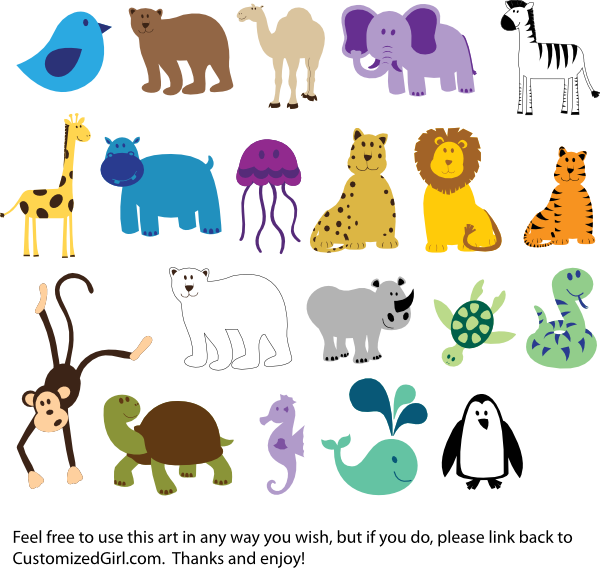 Feel free to use this art in any way you wish, but if you do, please link back to
CustomizedGirl.com.  Thanks and enjoy!